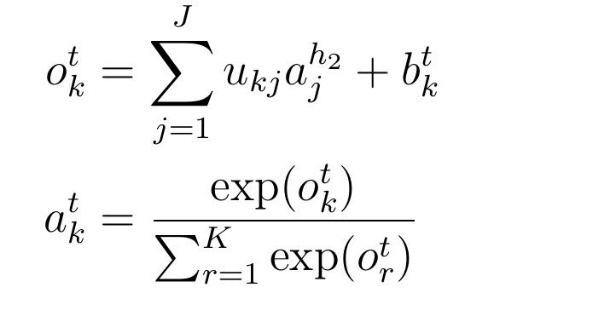 o_k^t = \sum_{j=1}^{J} u_{kj} a_j^{h_2} + b_k^t
a_k^t = \frac{\exp(o_k^t)}{\sum_{r=1}^{K} \exp(o_r^t)}